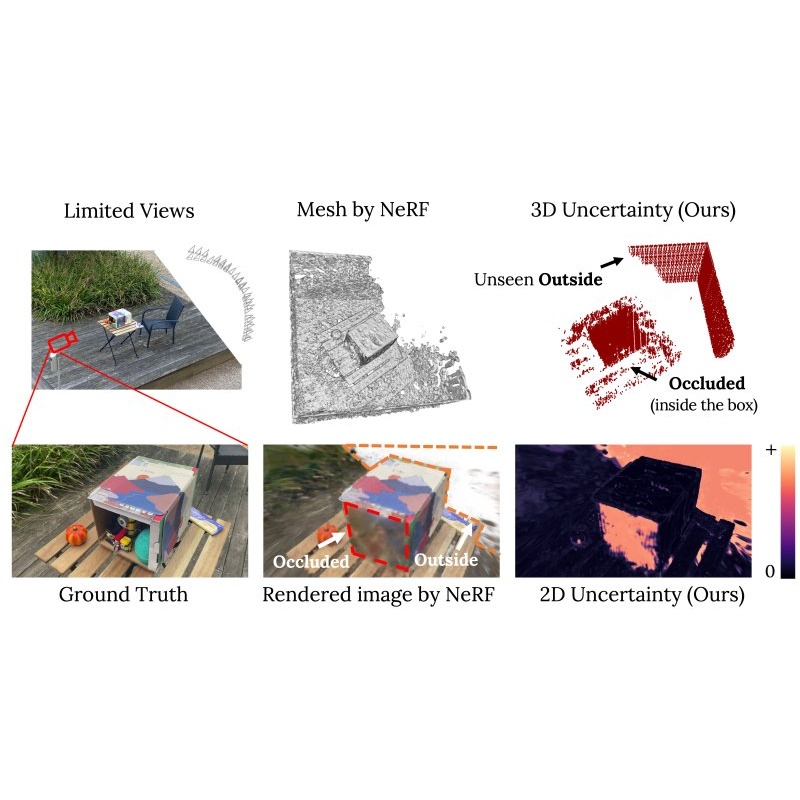 Limited Views
Mesh by NeRF
3D Uncertainty (Ours)
Unseen Outside
Occluded
(inside the box)
Occluded
Outside
+
0
Ground Truth
Rendered image by NeRF
2D Uncertainty (Ours)